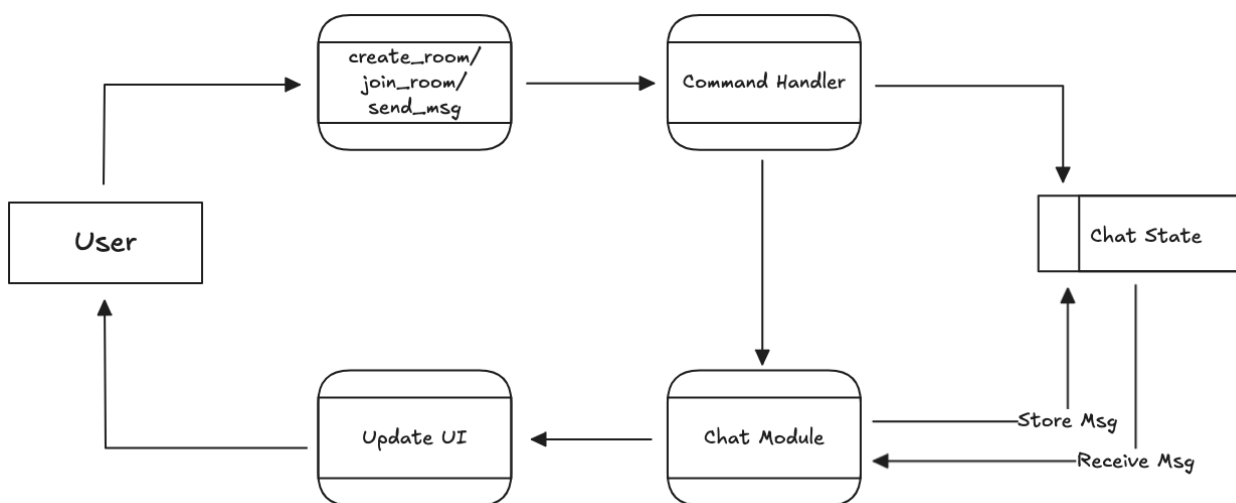 create_room/
join_room/
send_msg
Command Handler
User
Chat State
Update UI
Chat Module
Store Msg
Receive Msg